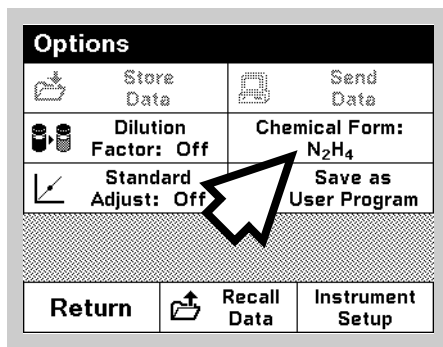 Options
Store
Data
Send
Data
Dilution
Factor: Off
Chemical Form:
N₂H₄
Standard
Adjust: Off
Save as
User Program
Return
Recall
Data
Instrument
Setup